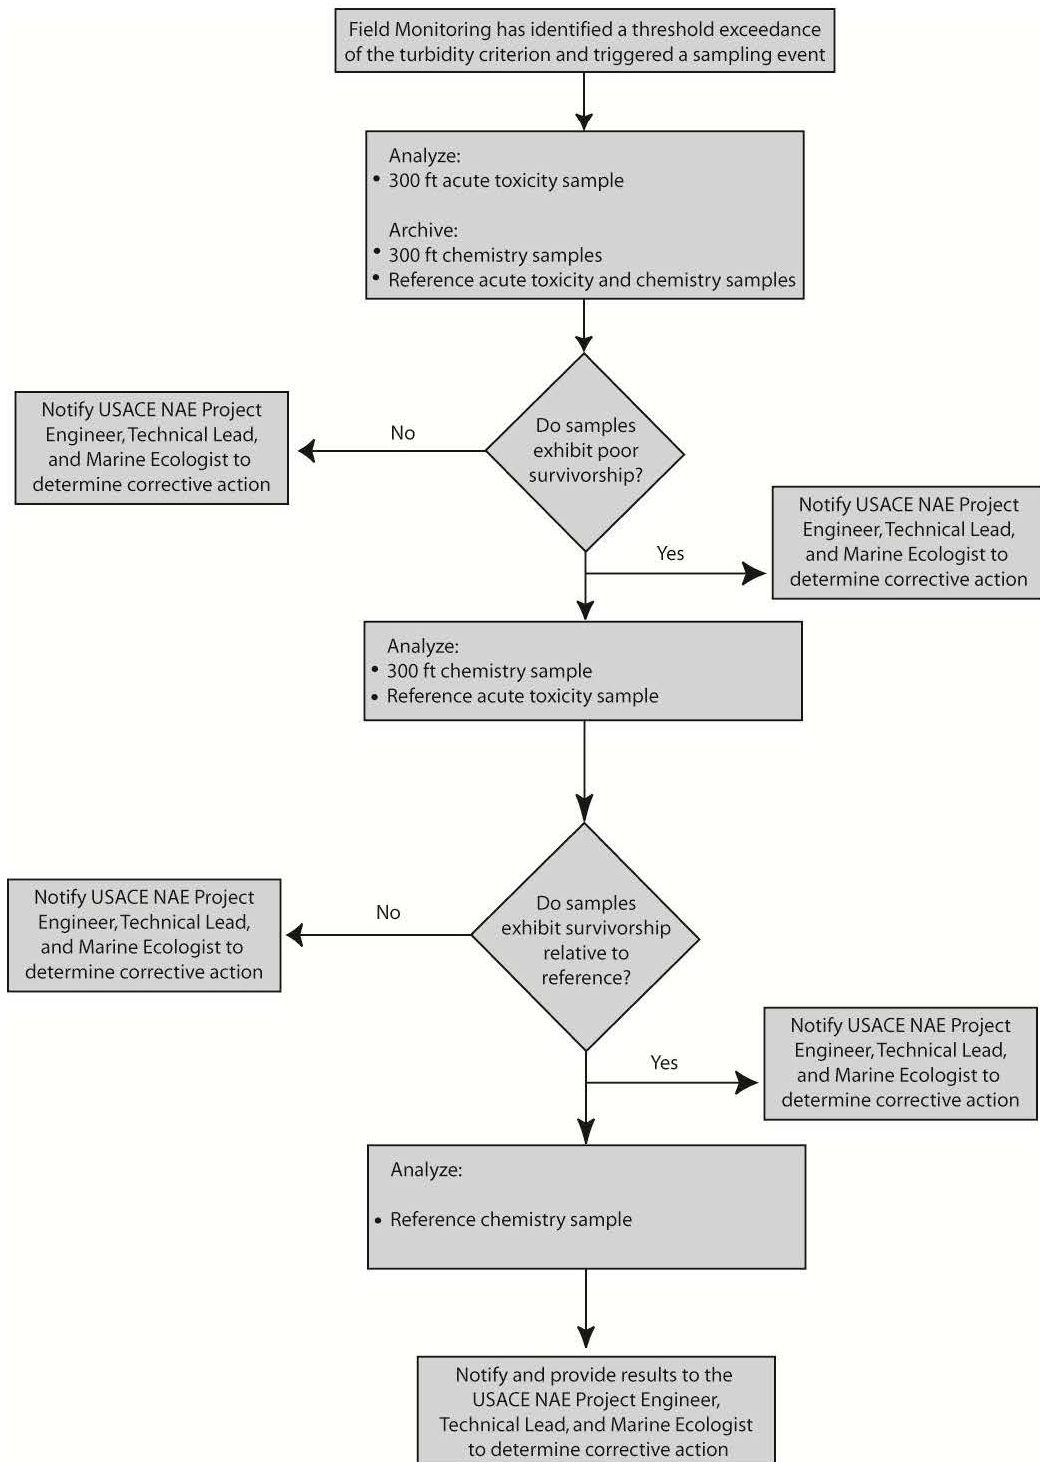 Field Monitoring has identified a threshold exceedance
of the turbidity criterion and triggered a sampling event
Analyze:
• 300 ft acute toxicity sample
Archive:
• 300 ft chemistry samples
• Reference acute toxicity and chemistry samples
Do samples
exhibit poor
survivorship?
No
Notify USACE NAE Project
Engineer, Technical Lead,
and Marine Ecologist to
determine corrective action
Yes
Notify USACE NAE Project
Engineer, Technical Lead,
and Marine Ecologist to
determine corrective action
Analyze:
• 300 ft chemistry sample
• Reference acute toxicity sample
Do samples
exhibit survivorship
relative to
reference?
No
Notify USACE NAE Project
Engineer, Technical Lead,
and Marine Ecologist to
determine corrective action
Yes
Notify USACE NAE Project
Engineer, Technical Lead,
and Marine Ecologist to
determine corrective action
Analyze:
• Reference chemistry sample
Notify and provide results to the
USACE NAE Project Engineer,
Technical Lead, and Marine Ecologist
to determine corrective action